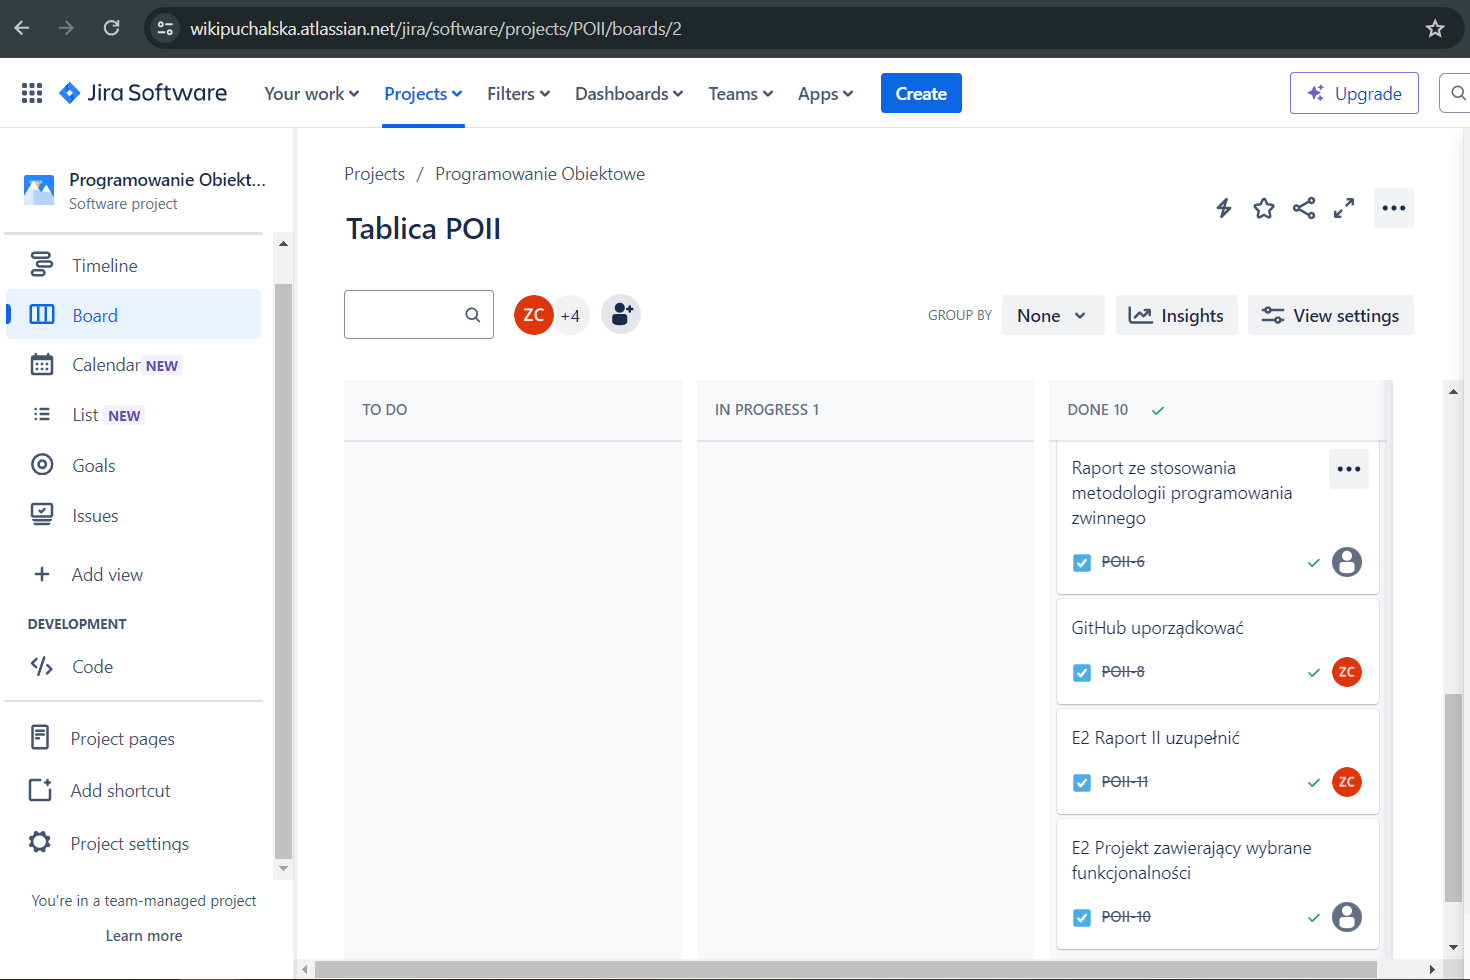 wikipuchalska.atlassian.net/jira/software/projects/POII/boards/2
Jira Software
Your work
Projects
Filters
Dashboards
Teams
Apps
Create
Upgrade
Programowanie Obiekt...
Software project
Timeline
Board
Calendar NEW
List NEW
Goals
Issues
Add view
DEVELOPMENT
Code
Project pages
Add shortcut
Project settings
You're in a team-managed project
Learn more
Projects / Programowanie Obiektowe
Tablica POII
ZC +4
GROUP BY
None
Insights
View settings
TO DO
IN PROGRESS 1
DONE 10
Raport ze stosowania
metodologii programowania
zwinnego
POII-6
GitHub uporządkować
POII-8
ZC
E2 Raport II uzupełnić
POII-11
ZC
E2 Projekt zawierający wybrane
funkcjonalności
POII-10